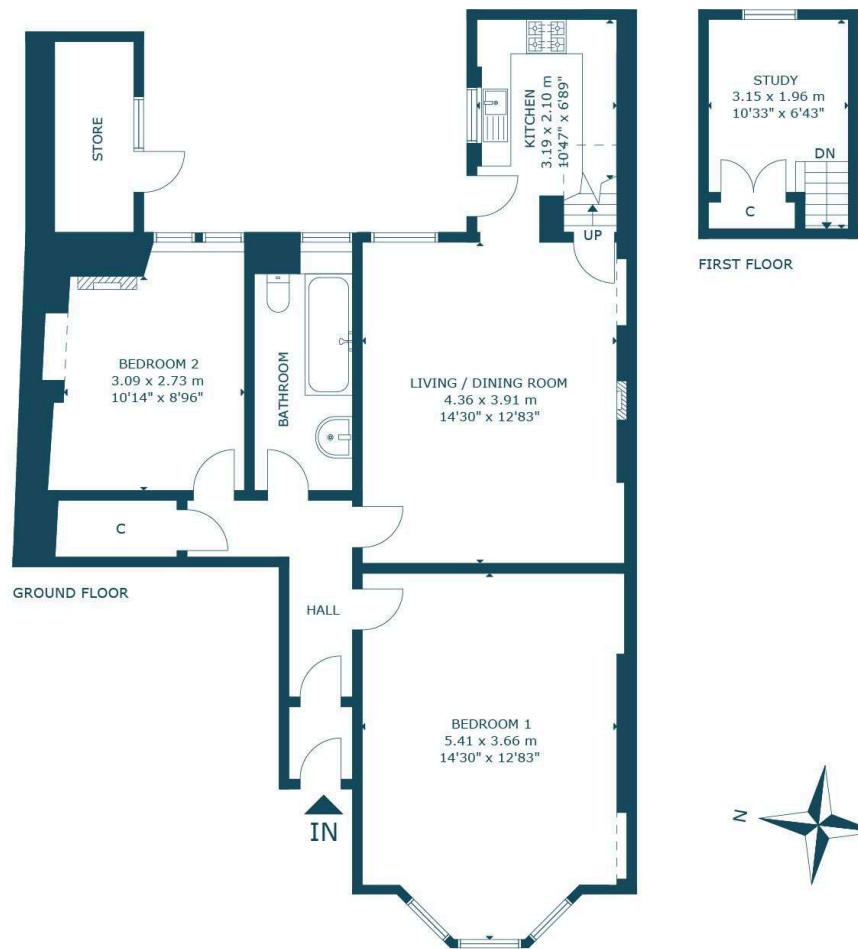 STORE
KITCHEN
3.19 x 2.10 m
10'47" x 6'89"
UP
STUDY
3.15 x 1.96 m
10'33" x 6'43"
DN
C
FIRST FLOOR
BEDROOM 2
3.09 x 2.73 m
10'14" x 8'96"
BATHROOM
LIVING / DINING ROOM
4.36 x 3.91 m
14'30" x 12'83"
C
GROUND FLOOR
HALL
BEDROOM 1
5.41 x 3.66 m
14'30" x 12'83"
IN
N